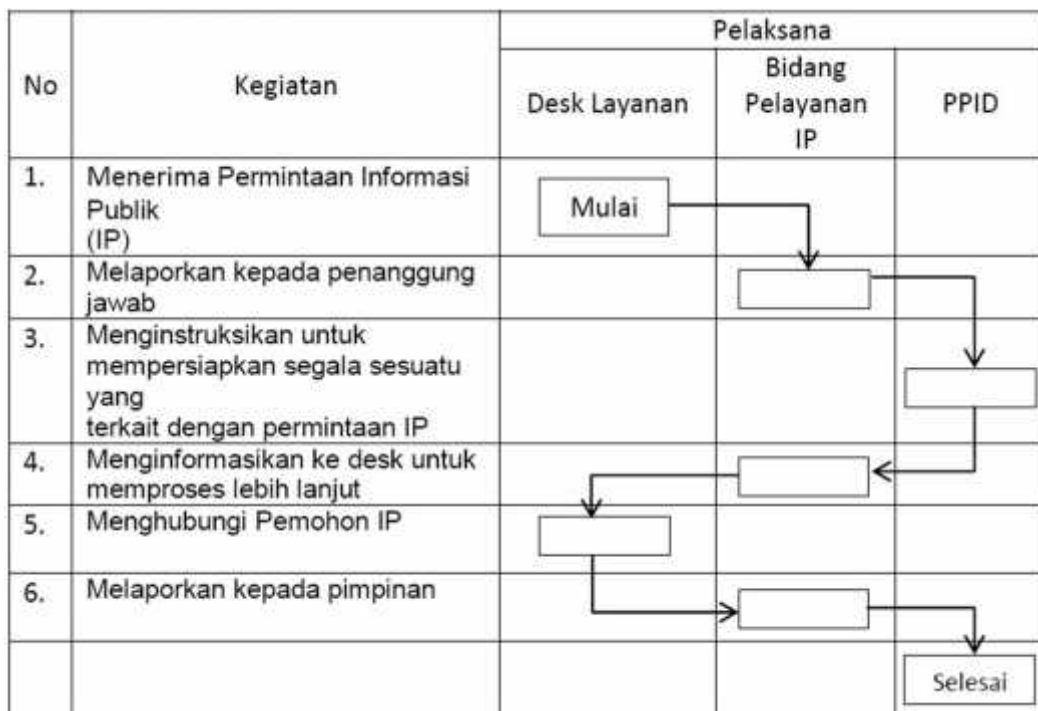 No
Kegiatan
Pelaksana
Desk Layanan
Bidang
Pelayanan
IP
PPID
1.
Menerima Permintaan Informasi
Publik
(IP)
Mulai
2.
Melaporkan kepada penanggung
jawab
3.
Menginstruksikan untuk
mempersiapkan segala sesuatu
yang
terkait dengan permintaan IP
4.
Menginformasikan ke desk untuk
memproses lebih lanjut
5.
Menghubungi Pemohon IP
6.
Melaporkan kepada pimpinan
Selesai